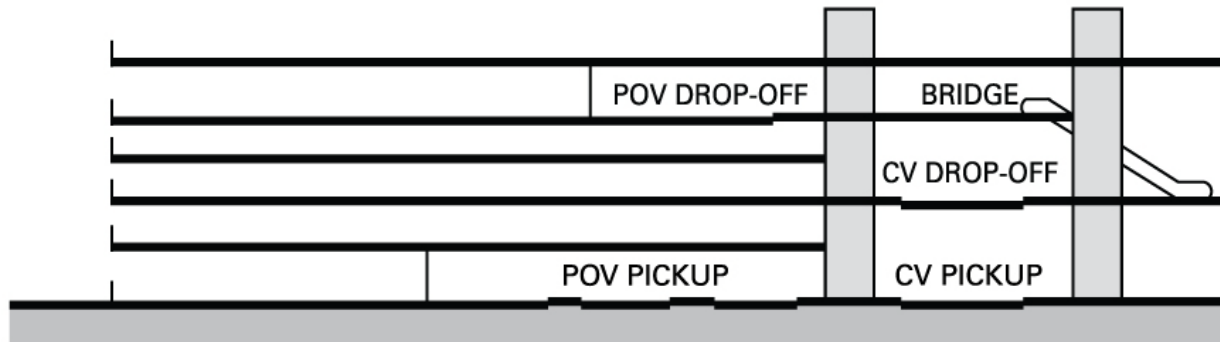 POV DROP-OFF
BRIDGE
CV DROP-OFF
POV PICKUP
CV PICKUP